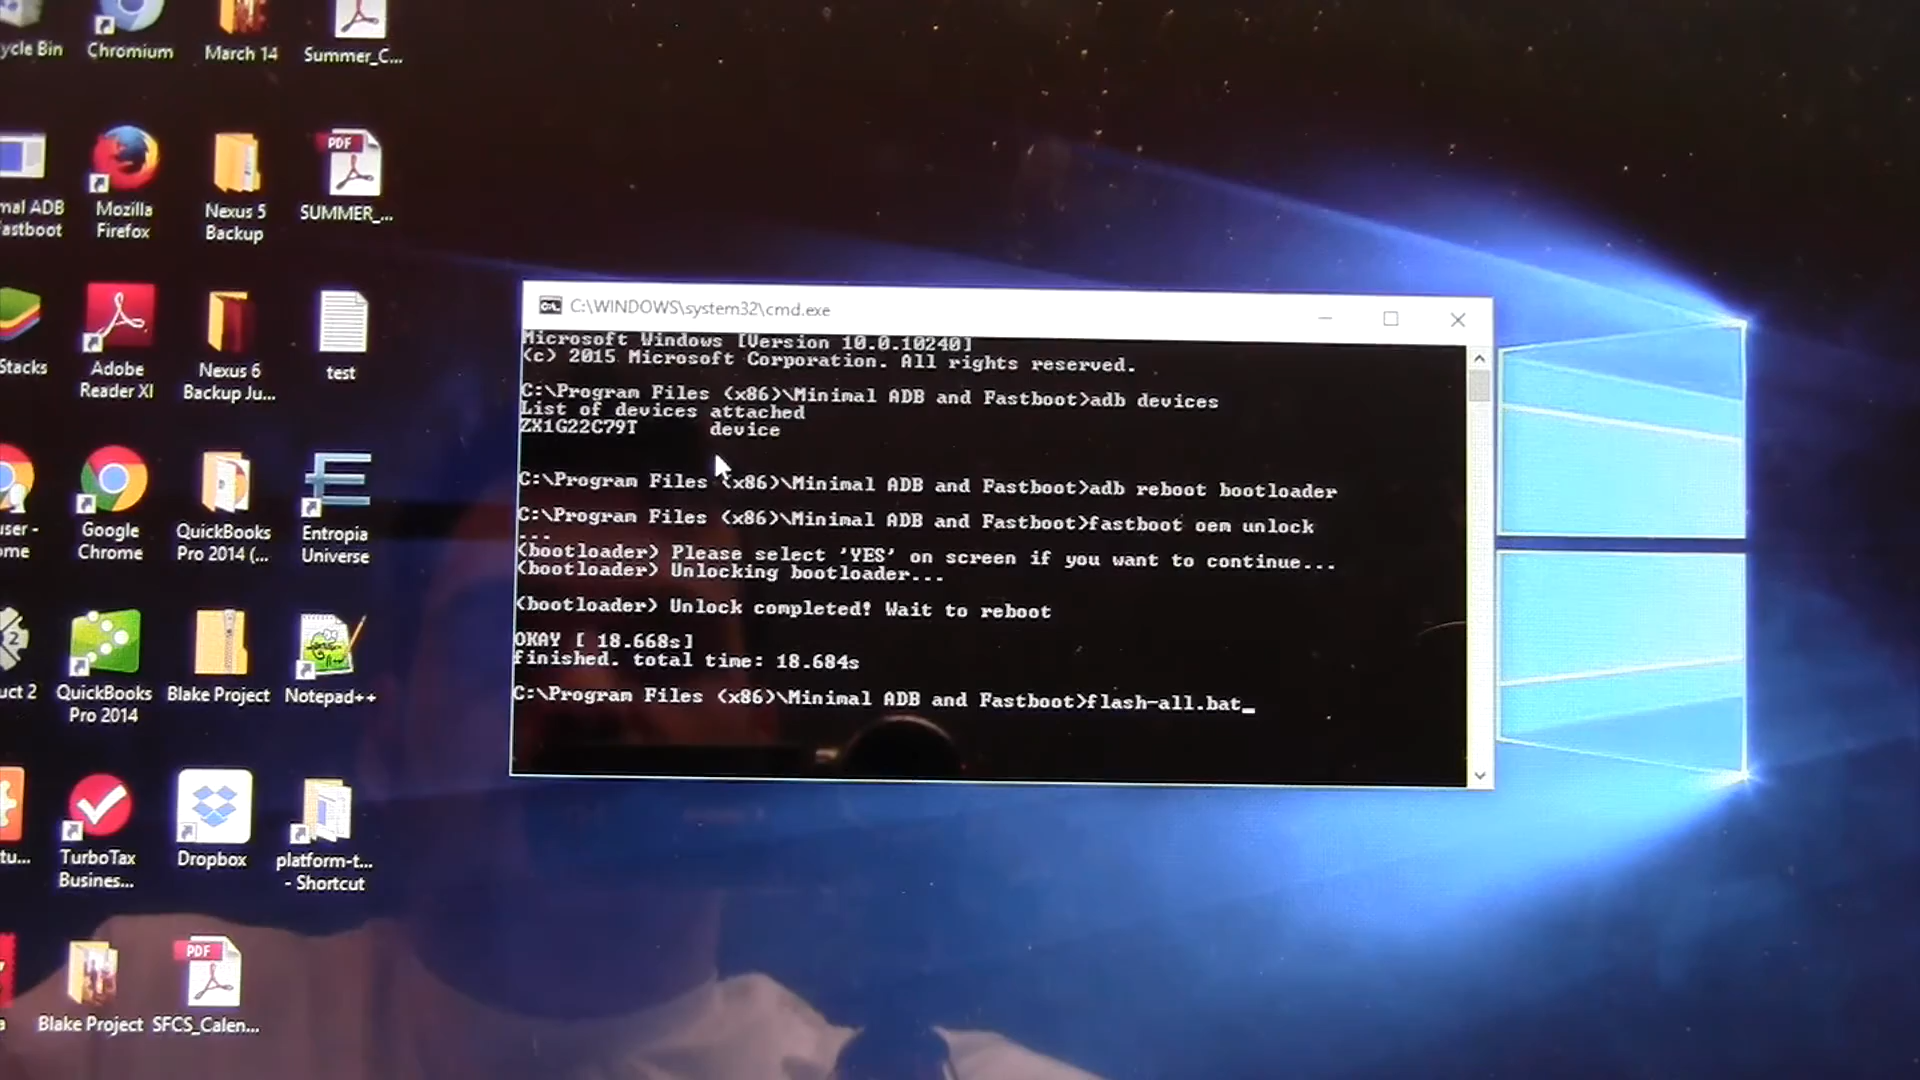 ycle Bin
Chromium
March 14
Summer_C...
mal ADB
astboot
Mozilla
Firefox
Nexus 5
Backup
PDF
SUMMER_...
Stacks
Adobe
Reader XI
Nexus 6
Backup Ju...
test
user -
ome
Google
Chrome
QuickBooks
Pro 2014 (...
Entropia
Universe
uct 2
QuickBooks
Pro 2014
Blake Project
Notepad++
tu...
TurboTax
Busines...
Dropbox
platform-t...
- Shortcut
a
Blake Project
PDF
SFCS_Calen...
C:\WINDOWS\system32\cmd.exe
Microsoft Windows [Version 10.0.10240]
(c) 2015 Microsoft Corporation. All rights reserved.
C:\Program Files (x86)\Minimal ADB and Fastboot>adb devices
List of devices attached
ZX1G22C79T device
C:\Program Files (x86)\Minimal ADB and Fastboot>adb reboot bootloader
C:\Program Files (x86)\Minimal ADB and Fastboot>fastboot oem unlock
...
(bootloader) Please select 'YES' on screen if you want to continue...
(bootloader) Unlocking bootloader...
(bootloader) Unlock completed! Wait to reboot
OKAY [ 18.668s]
finished. total time: 18.684s
C:\Program Files (x86)\Minimal ADB and Fastboot>flash-all.bat_